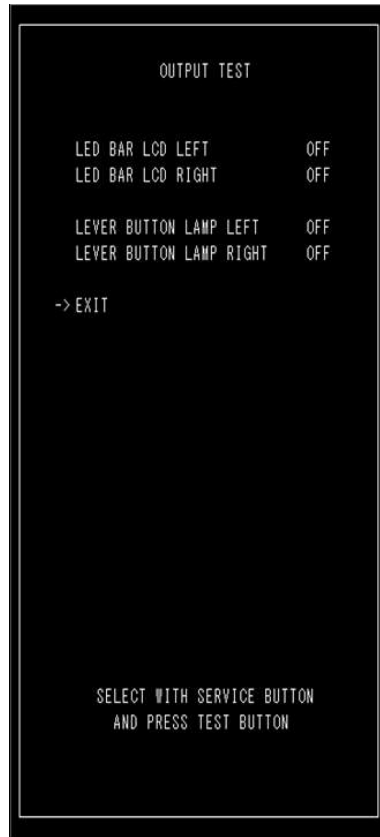 OUTPUT TEST
LED BAR LCD LEFT OFF
LED BAR LCD RIGHT OFF
LEVER BUTTON LAMP LEFT OFF
LEVER BUTTON LAMP RIGHT OFF
-> EXIT
SELECT WITH SERVICE BUTTON
AND PRESS TEST BUTTON